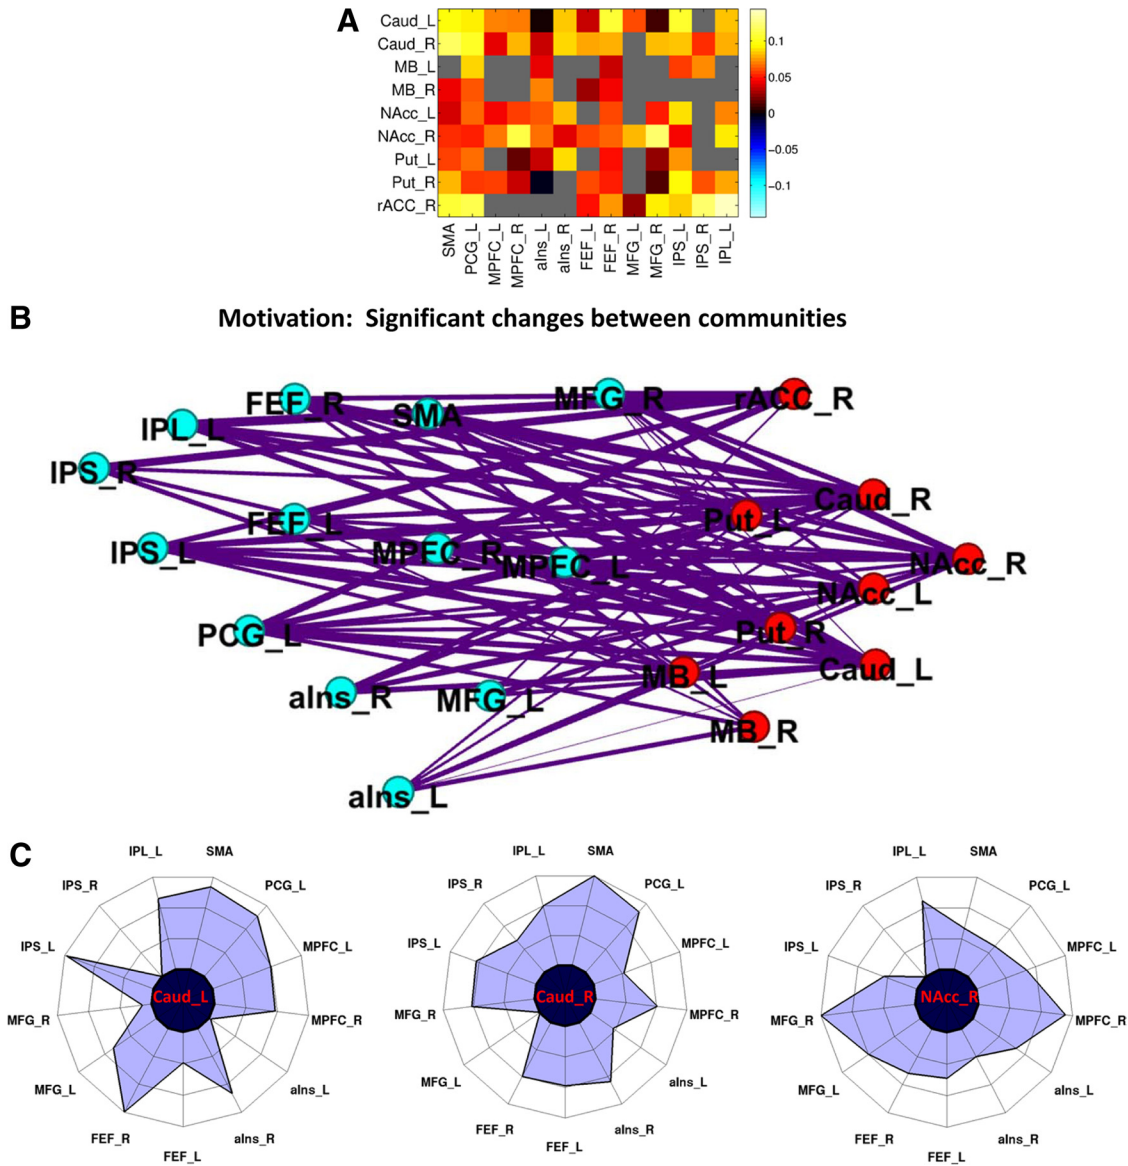 A
Caud_L
Caud_R
MB_L
MB_R
NAcc_L
NAcc_R
Put_L
Put_R
rACC_R
0.1
0.05
0
−0.05
−0.1
SMA
PCG_L
MPFC_L
MPFC_R
aIns_L
aIns_R
FEF_L
FEF_R
MFG_L
MFG_R
IPS_L
IPS_R
IPL_L
B
Motivation: Significant changes between communities
FEF_R
SMA
MFG_R
rACC_R
IPL_L
IPS_R
Caud_R
FEF_L
Put_L
IPS_L
MPFC_R
MPFC_L
NAcc_R
NAcc_L
PCG_L
Put_R
aIns_R
MFG_L
MB_L
Caud_L
MB_R
aIns_L
C
IPL_L
SMA
IPS_R
PCG_L
IPS_L
MPFC_L
Caud_L
MFG_R
MPFC_R
MFG_L
aIns_L
FEF_R
aIns_R
FEF_L
IPL_L
SMA
IPS_R
PCG_L
IPS_L
MPFC_L
Caud_R
MFG_R
MPFC_R
MFG_L
aIns_L
FEF_R
aIns_R
FEF_L
IPL_L
SMA
IPS_R
PCG_L
IPS_L
MPFC_L
NAcc_R
MFG_R
MPFC_R
MFG_L
aIns_L
FEF_R
aIns_R
FEF_L